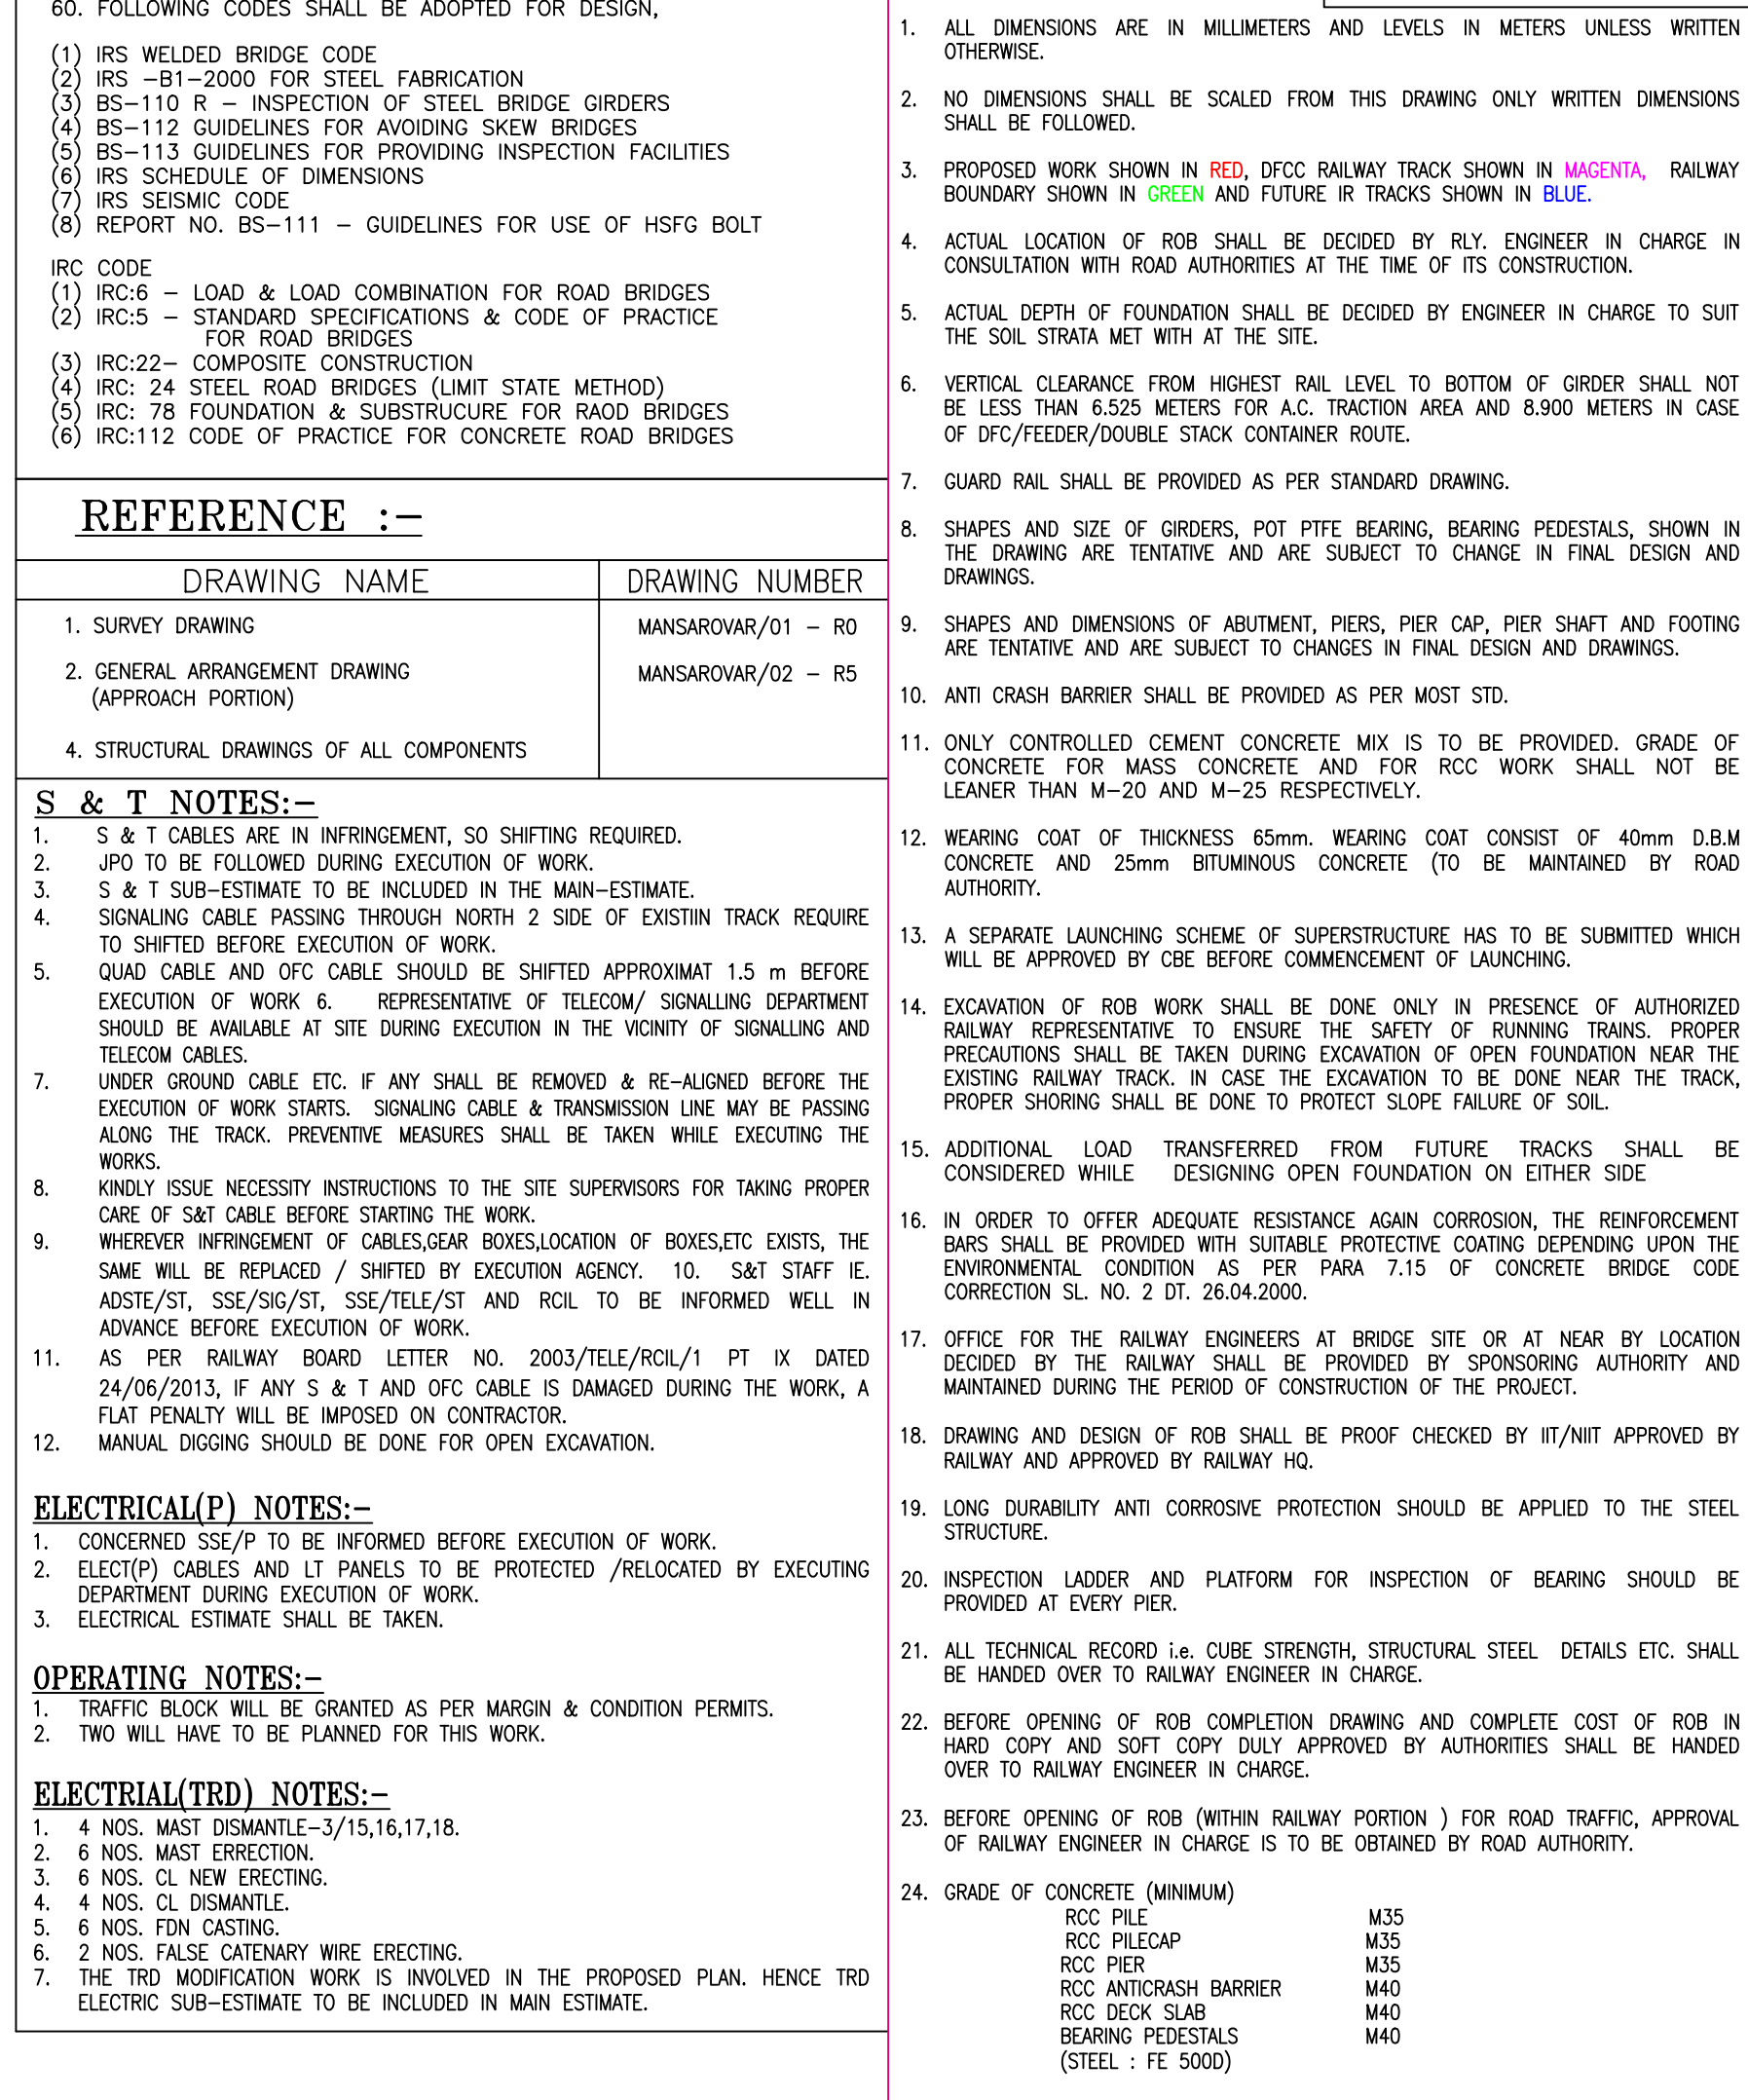 60. FOLLOWING CODES SHALL BE ADOPTED FOR DESIGN,
(1) IRS WELDED BRIDGE CODE
(2) IRS –B1–2000 FOR STEEL FABRICATION
(3) BS–110 R – INSPECTION OF STEEL BRIDGE GIRDERS
(4) BS–112 GUIDELINES FOR AVOIDING SKEW BRIDGES
(5) BS–113 GUIDELINES FOR PROVIDING INSPECTION FACILITIES
(6) IRS SCHEDULE OF DIMENSIONS
(7) IRS SEISMIC CODE
(8) REPORT NO. BS–111 – GUIDELINES FOR USE OF HSFG BOLT
IRC CODE
(1) IRC:6 – LOAD & LOAD COMBINATION FOR ROAD BRIDGES
(2) IRC:5 – STANDARD SPECIFICATIONS & CODE OF PRACTICE
FOR ROAD BRIDGES
(3) IRC:22– COMPOSITE CONSTRUCTION
(4) IRC: 24 STEEL ROAD BRIDGES (LIMIT STATE METHOD)
(5) IRC: 78 FOUNDATION & SUBSTRUCURE FOR RAOD BRIDGES
(6) IRC:112 CODE OF PRACTICE FOR CONCRETE ROAD BRIDGES
REFERENCE :–
DRAWING NAME DRAWING NUMBER
1. SURVEY DRAWING MANSAROVAR/01 – R0
2. GENERAL ARRANGEMENT DRAWING MANSAROVAR/02 – R5
(APPROACH PORTION)
4. STRUCTURAL DRAWINGS OF ALL COMPONENTS
S & T NOTES:–
1. S & T CABLES ARE IN INFRINGEMENT, SO SHIFTING REQUIRED.
2. JPO TO BE FOLLOWED DURING EXECUTION OF WORK.
3. S & T SUB–ESTIMATE TO BE INCLUDED IN THE MAIN–ESTIMATE.
4. SIGNALING CABLE PASSING THROUGH NORTH 2 SIDE OF EXISTIIN TRACK REQUIRE
TO SHIFTED BEFORE EXECUTION OF WORK.
5. QUAD CABLE AND OFC CABLE SHOULD BE SHIFTED APPROXIMAT 1.5 m BEFORE
EXECUTION OF WORK 6. REPRESENTATIVE OF TELECOM/ SIGNALLING DEPARTMENT
SHOULD BE AVAILABLE AT SITE DURING EXECUTION IN THE VICINITY OF SIGNALLING AND
TELECOM CABLES.
7. UNDER GROUND CABLE ETC. IF ANY SHALL BE REMOVED & RE–ALIGNED BEFORE THE
EXECUTION OF WORK STARTS. SIGNALING CABLE & TRANSMISSION LINE MAY BE PASSING
ALONG THE TRACK. PREVENTIVE MEASURES SHALL BE TAKEN WHILE EXECUTING THE
WORKS.
8. KINDLY ISSUE NECESSITY INSTRUCTIONS TO THE SITE SUPERVISORS FOR TAKING PROPER
CARE OF S&T CABLE BEFORE STARTING THE WORK.
9. WHEREVER INFRINGEMENT OF CABLES,GEAR BOXES,LOCATION OF BOXES,ETC EXISTS, THE
SAME WILL BE REPLACED / SHIFTED BY EXECUTION AGENCY. 10. S&T STAFF IE.
ADSTE/ST, SSE/SIG/ST, SSE/TELE/ST AND RCIL TO BE INFORMED WELL IN
ADVANCE BEFORE EXECUTION OF WORK.
11. AS PER RAILWAY BOARD LETTER NO. 2003/TELE/RCIL/1 PT IX DATED
24/06/2013, IF ANY S & T AND OFC CABLE IS DAMAGED DURING THE WORK, A
FLAT PENALTY WILL BE IMPOSED ON CONTRACTOR.
12. MANUAL DIGGING SHOULD BE DONE FOR OPEN EXCAVATION.
ELECTRICAL(P) NOTES:–
1. CONCERNED SSE/P TO BE INFORMED BEFORE EXECUTION OF WORK.
2. ELECT(P) CABLES AND LT PANELS TO BE PROTECTED /RELOCATED BY EXECUTING
DEPARTMENT DURING EXECUTION OF WORK.
3. ELECTRICAL ESTIMATE SHALL BE TAKEN.
OPERATING NOTES:–
1. TRAFFIC BLOCK WILL BE GRANTED AS PER MARGIN & CONDITION PERMITS.
2. TWO WILL HAVE TO BE PLANNED FOR THIS WORK.
ELECTRIAL(TRD) NOTES:–
1. 4 NOS. MAST DISMANTLE–3/15,16,17,18.
2. 6 NOS. MAST ERRECTION.
3. 6 NOS. CL NEW ERECTING.
4. 4 NOS. CL DISMANTLE.
5. 6 NOS. FDN CASTING.
6. 2 NOS. FALSE CATENARY WIRE ERECTING.
7. THE TRD MODIFICATION WORK IS INVOLVED IN THE PROPOSED PLAN. HENCE TRD
ELECTRIC SUB–ESTIMATE TO BE INCLUDED IN MAIN ESTIMATE.
1. ALL DIMENSIONS ARE IN MILLIMETERS AND LEVELS IN METERS UNLESS WRITTEN
OTHERWISE.
2. NO DIMENSIONS SHALL BE SCALED FROM THIS DRAWING ONLY WRITTEN DIMENSIONS
SHALL BE FOLLOWED.
3. PROPOSED WORK SHOWN IN RED, DFCC RAILWAY TRACK SHOWN IN MAGENTA, RAILWAY
BOUNDARY SHOWN IN GREEN AND FUTURE IR TRACKS SHOWN IN BLUE.
4. ACTUAL LOCATION OF ROB SHALL BE DECIDED BY RLY. ENGINEER IN CHARGE IN
CONSULTATION WITH ROAD AUTHORITIES AT THE TIME OF ITS CONSTRUCTION.
5. ACTUAL DEPTH OF FOUNDATION SHALL BE DECIDED BY ENGINEER IN CHARGE TO SUIT
THE SOIL STRATA MET WITH AT THE SITE.
6. VERTICAL CLEARANCE FROM HIGHEST RAIL LEVEL TO BOTTOM OF GIRDER SHALL NOT
BE LESS THAN 6.525 METERS FOR A.C. TRACTION AREA AND 8.900 METERS IN CASE
OF DFC/FEEDER/DOUBLE STACK CONTAINER ROUTE.
7. GUARD RAIL SHALL BE PROVIDED AS PER STANDARD DRAWING.
8. SHAPES AND SIZE OF GIRDERS, POT PTFE BEARING, BEARING PEDESTALS, SHOWN IN
THE DRAWING ARE TENTATIVE AND ARE SUBJECT TO CHANGE IN FINAL DESIGN AND
DRAWINGS.
9. SHAPES AND DIMENSIONS OF ABUTMENT, PIERS, PIER CAP, PIER SHAFT AND FOOTING
ARE TENTATIVE AND ARE SUBJECT TO CHANGES IN FINAL DESIGN AND DRAWINGS.
10. ANTI CRASH BARRIER SHALL BE PROVIDED AS PER MOST STD.
11. ONLY CONTROLLED CEMENT CONCRETE MIX IS TO BE PROVIDED. GRADE OF
CONCRETE FOR MASS CONCRETE AND FOR RCC WORK SHALL NOT BE
LEANER THAN M–20 AND M–25 RESPECTIVELY.
12. WEARING COAT OF THICKNESS 65mm. WEARING COAT CONSIST OF 40mm D.B.M
CONCRETE AND 25mm BITUMINOUS CONCRETE (TO BE MAINTAINED BY ROAD
AUTHORITY.
13. A SEPARATE LAUNCHING SCHEME OF SUPERSTRUCTURE HAS TO BE SUBMITTED WHICH
WILL BE APPROVED BY CBE BEFORE COMMENCEMENT OF LAUNCHING.
14. EXCAVATION OF ROB WORK SHALL BE DONE ONLY IN PRESENCE OF AUTHORIZED
RAILWAY REPRESENTATIVE TO ENSURE THE SAFETY OF RUNNING TRAINS. PROPER
PRECAUTIONS SHALL BE TAKEN DURING EXCAVATION OF OPEN FOUNDATION NEAR THE
EXISTING RAILWAY TRACK. IN CASE THE EXCAVATION TO BE DONE NEAR THE TRACK,
PROPER SHORING SHALL BE DONE TO PROTECT SLOPE FAILURE OF SOIL.
15. ADDITIONAL LOAD TRANSFERRED FROM FUTURE TRACKS SHALL BE
CONSIDERED WHILE DESIGNING OPEN FOUNDATION ON EITHER SIDE
16. IN ORDER TO OFFER ADEQUATE RESISTANCE AGAIN CORROSION, THE REINFORCEMENT
BARS SHALL BE PROVIDED WITH SUITABLE PROTECTIVE COATING DEPENDING UPON THE
ENVIRONMENTAL CONDITION AS PER PARA 7.15 OF CONCRETE BRIDGE CODE
CORRECTION SL. NO. 2 DT. 26.04.2000.
17. OFFICE FOR THE RAILWAY ENGINEERS AT BRIDGE SITE OR AT NEAR BY LOCATION
DECIDED BY THE RAILWAY SHALL BE PROVIDED BY SPONSORING AUTHORITY AND
MAINTAINED DURING THE PERIOD OF CONSTRUCTION OF THE PROJECT.
18. DRAWING AND DESIGN OF ROB SHALL BE PROOF CHECKED BY IIT/NIIT APPROVED BY
RAILWAY AND APPROVED BY RAILWAY HQ.
19. LONG DURABILITY ANTI CORROSIVE PROTECTION SHOULD BE APPLIED TO THE STEEL
STRUCTURE.
20. INSPECTION LADDER AND PLATFORM FOR INSPECTION OF BEARING SHOULD BE
PROVIDED AT EVERY PIER.
21. ALL TECHNICAL RECORD i.e. CUBE STRENGTH, STRUCTURAL STEEL DETAILS ETC. SHALL
BE HANDED OVER TO RAILWAY ENGINEER IN CHARGE.
22. BEFORE OPENING OF ROB COMPLETION DRAWING AND COMPLETE COST OF ROB IN
HARD COPY AND SOFT COPY DULY APPROVED BY AUTHORITIES SHALL BE HANDED
OVER TO RAILWAY ENGINEER IN CHARGE.
23. BEFORE OPENING OF ROB (WITHIN RAILWAY PORTION ) FOR ROAD TRAFFIC, APPROVAL
OF RAILWAY ENGINEER IN CHARGE IS TO BE OBTAINED BY ROAD AUTHORITY.
24. GRADE OF CONCRETE (MINIMUM)
RCC PILE M35
RCC PILECAP M35
RCC PIER M35
RCC ANTICRASH BARRIER M40
RCC DECK SLAB M40
BEARING PEDESTALS M40
(STEEL : FE 500D)